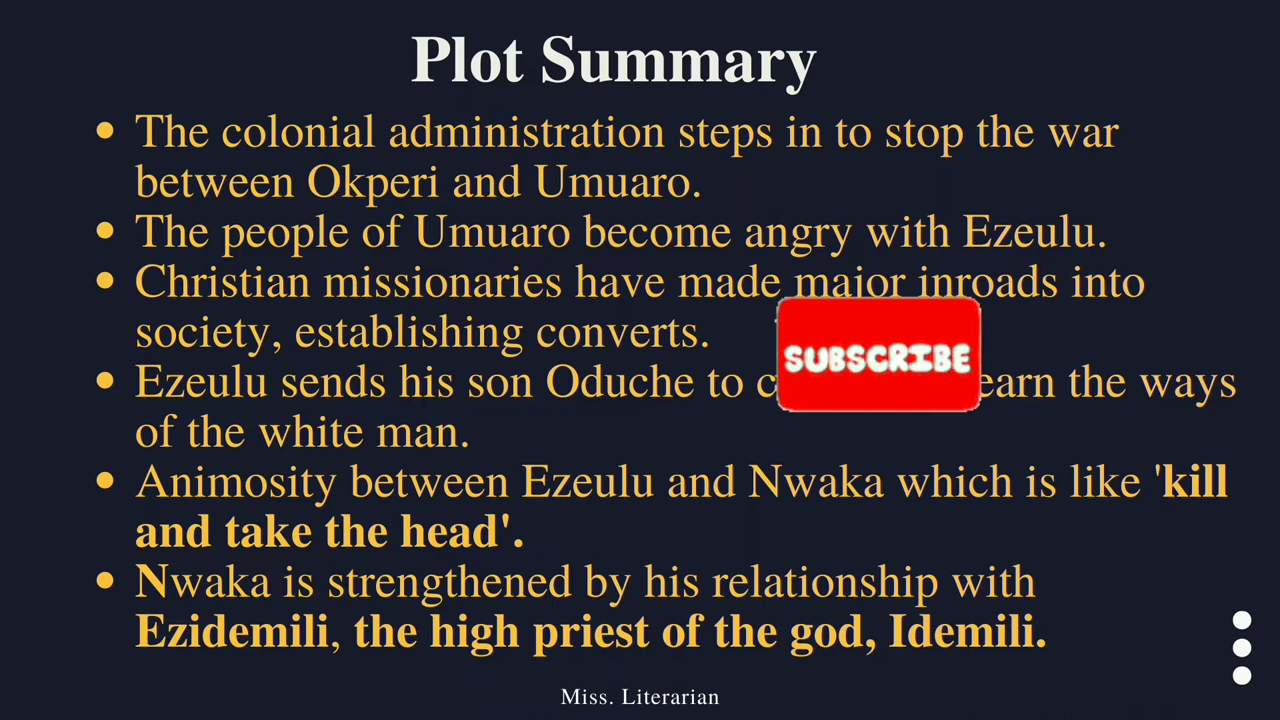 Plot Summary
• The colonial administration steps in to stop the war
between Okperi and Umuaro.
• The people of Umuaro become angry with Ezeulu.
• Christian missionaries have made major inroads into
society, establishing converts.
• Ezeulu sends his son Oduche to the ways
SUBSCRIBE
of the white man.
• Animosity between Ezeulu and Nwaka which is like 'kill
and take the head'.
• Nwaka is strengthened by his relationship with
Ezidemili, the high priest of the god, Idemili.
Miss. Literarian